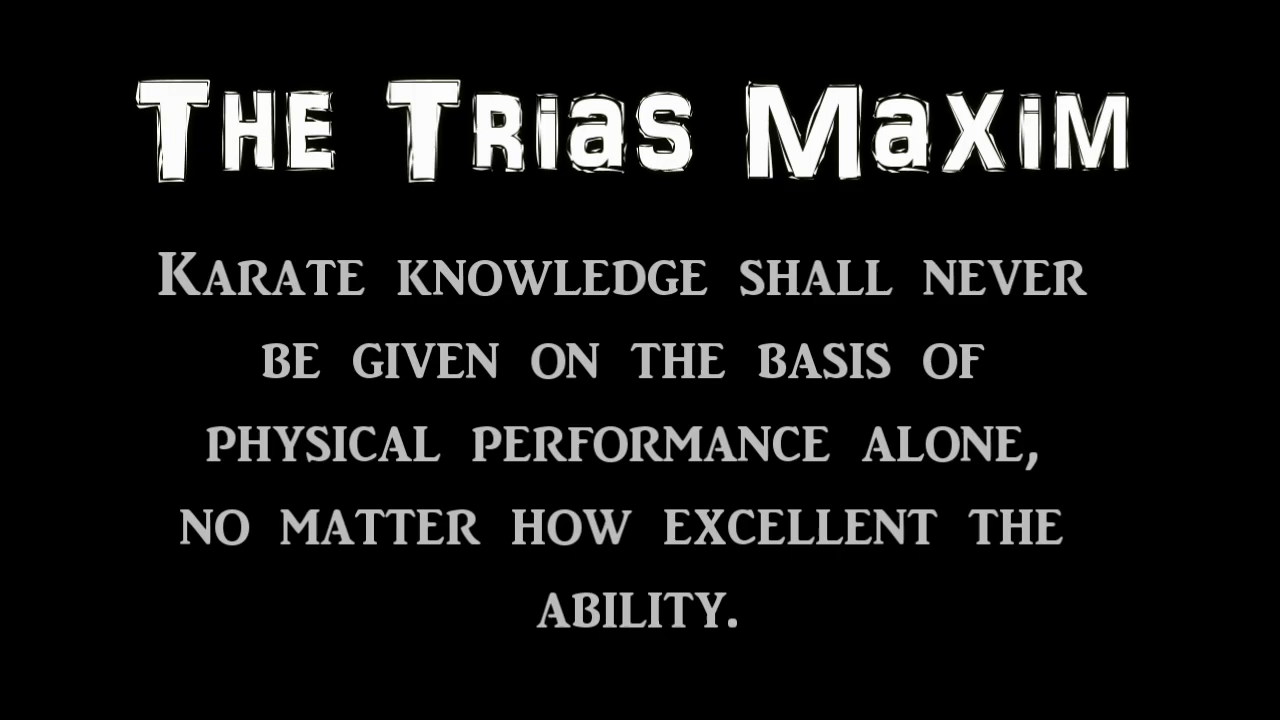 The Trias Maxim
Karate knowledge shall never
be given on the basis of
physical performance alone,
no matter how excellent the
ability.